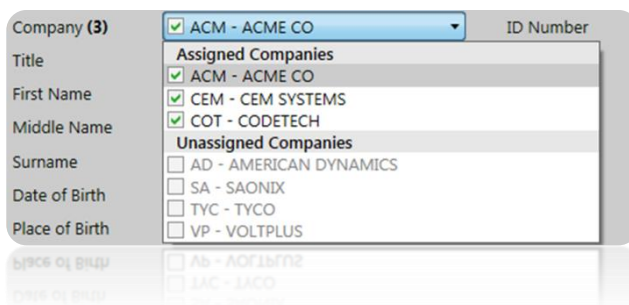 Company (3)
ACM - ACME CO
ID Number
Title
Assigned Companies
ACM - ACME CO
First Name
CEM - CEM SYSTEMS
COT - CODETECH
Middle Name
Unassigned Companies
Surname
AD - AMERICAN DYNAMICS
SA - SAONIX
Date of Birth
TYC - TYCO
Place of Birth
VP - VOLTPLUS